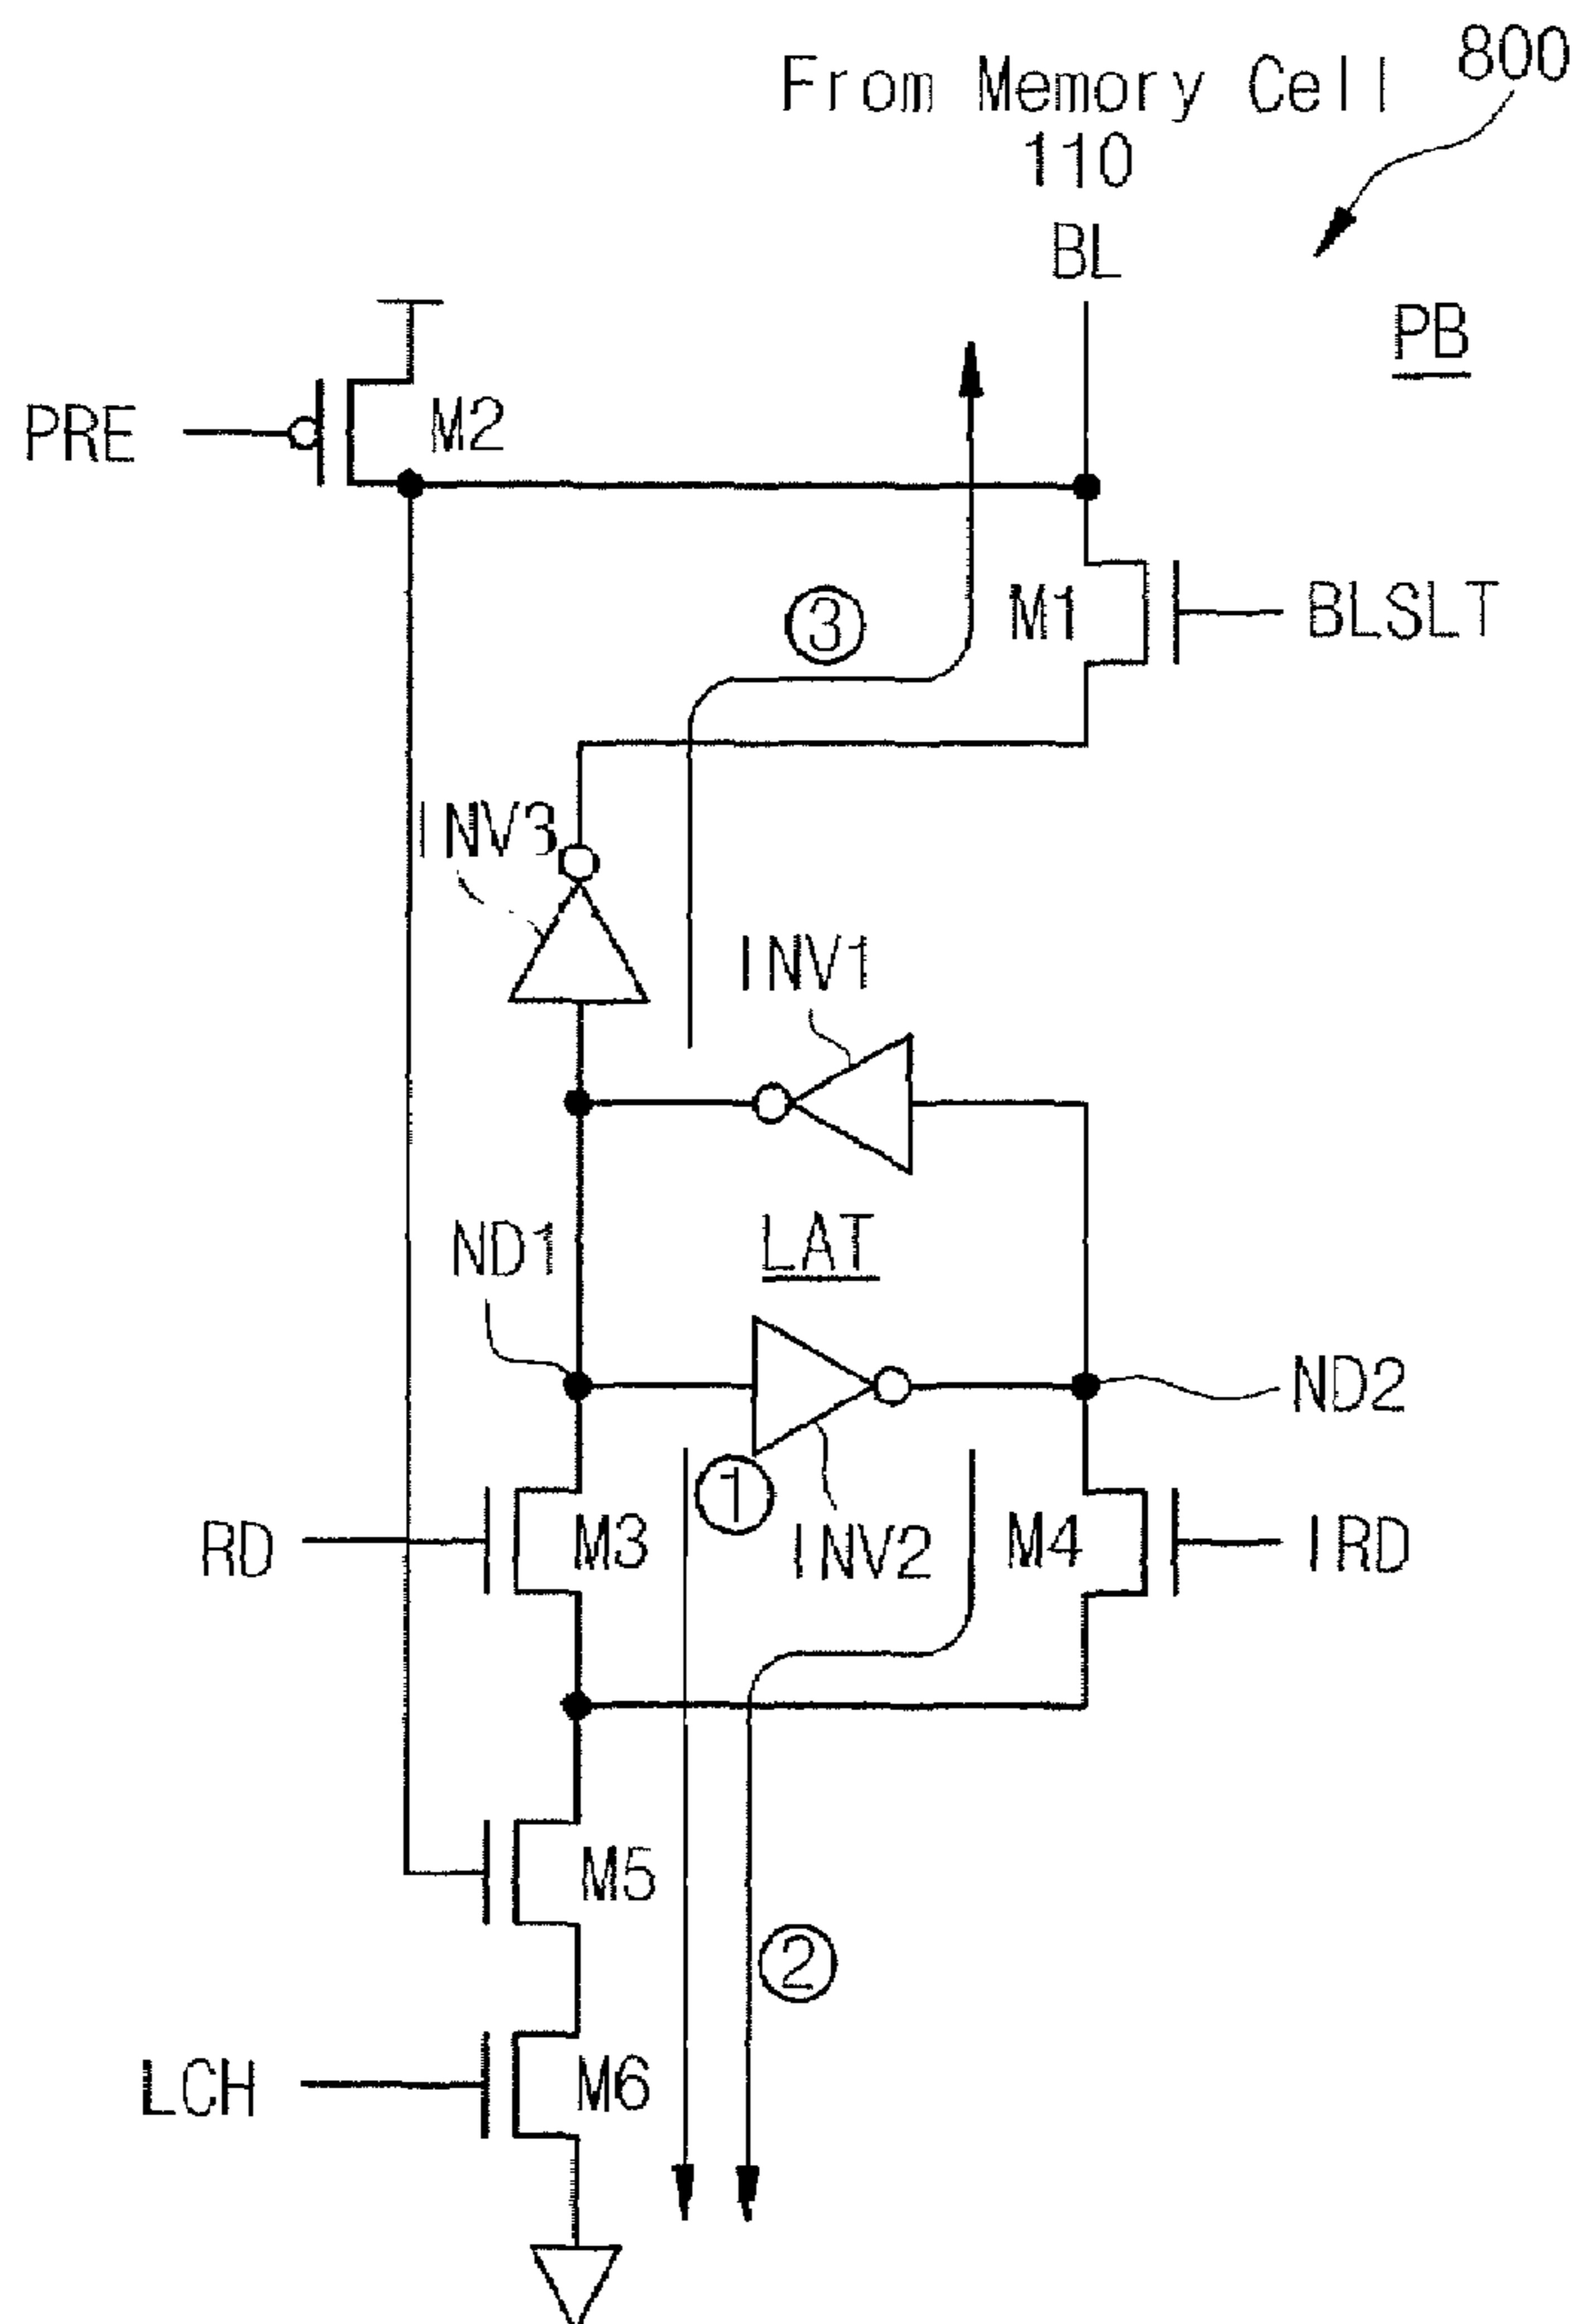 800
From Memory Cell
110
BL
PB
PRE
M2
M1
BLSLT
③
INV3
INV1
ND1
LAT
ND2
①
RD
M3
INV2
M4
IRD
M5
②
LCH
M6